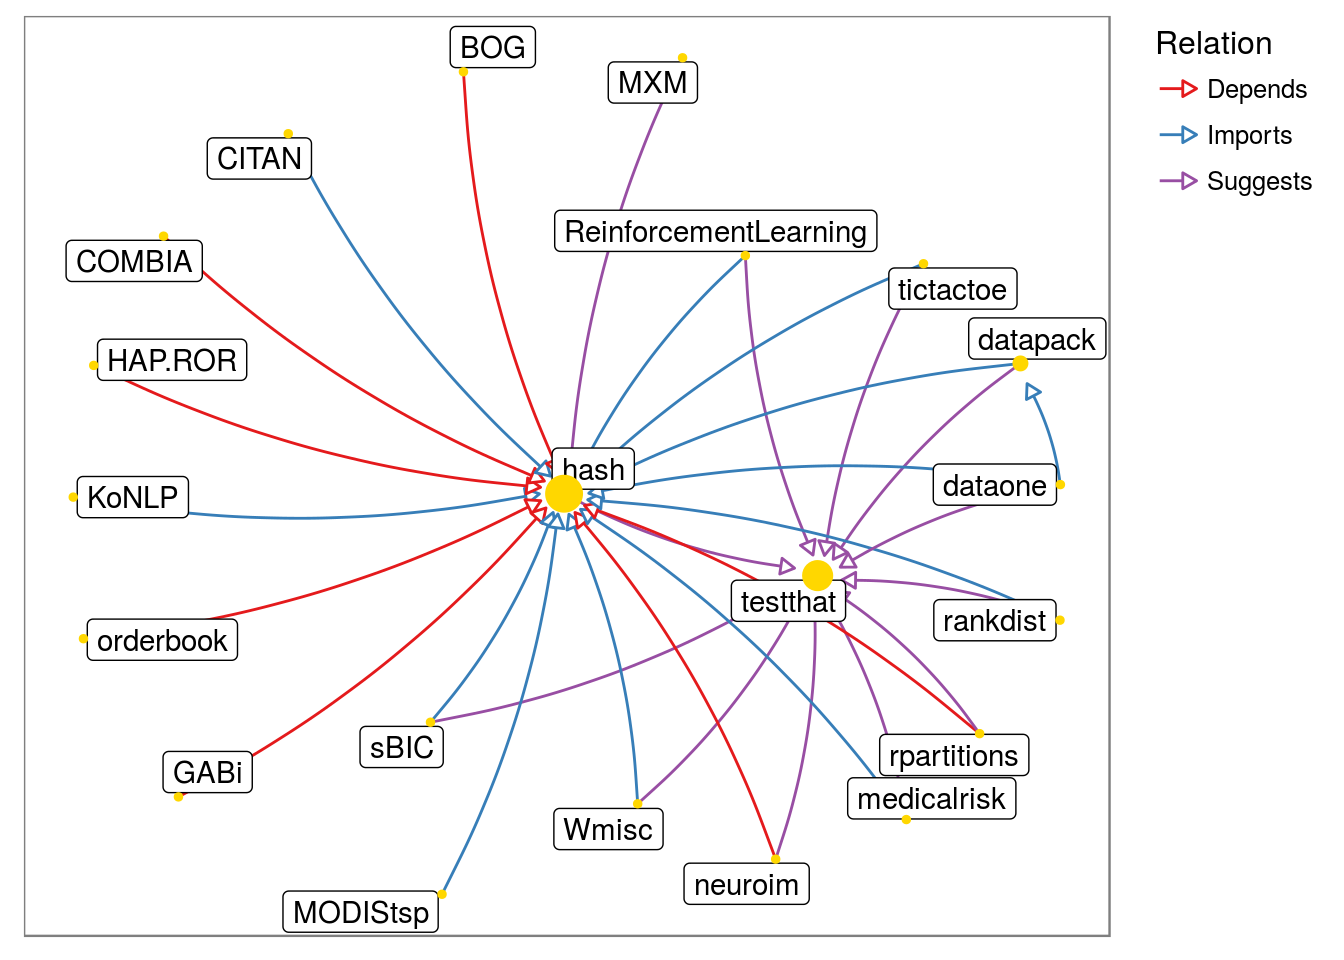 BOG
MXM
CITAN
ReinforcementLearning
COMBIA
tictactoe
datapack
HAP.ROR
hash
dataone
KoNLP
testthat
rankdist
orderbook
sBIC
rpartitions
GABi
medicalrisk
Wmisc
neuroim
MODIStsp
Relation
Depends
Imports
Suggests